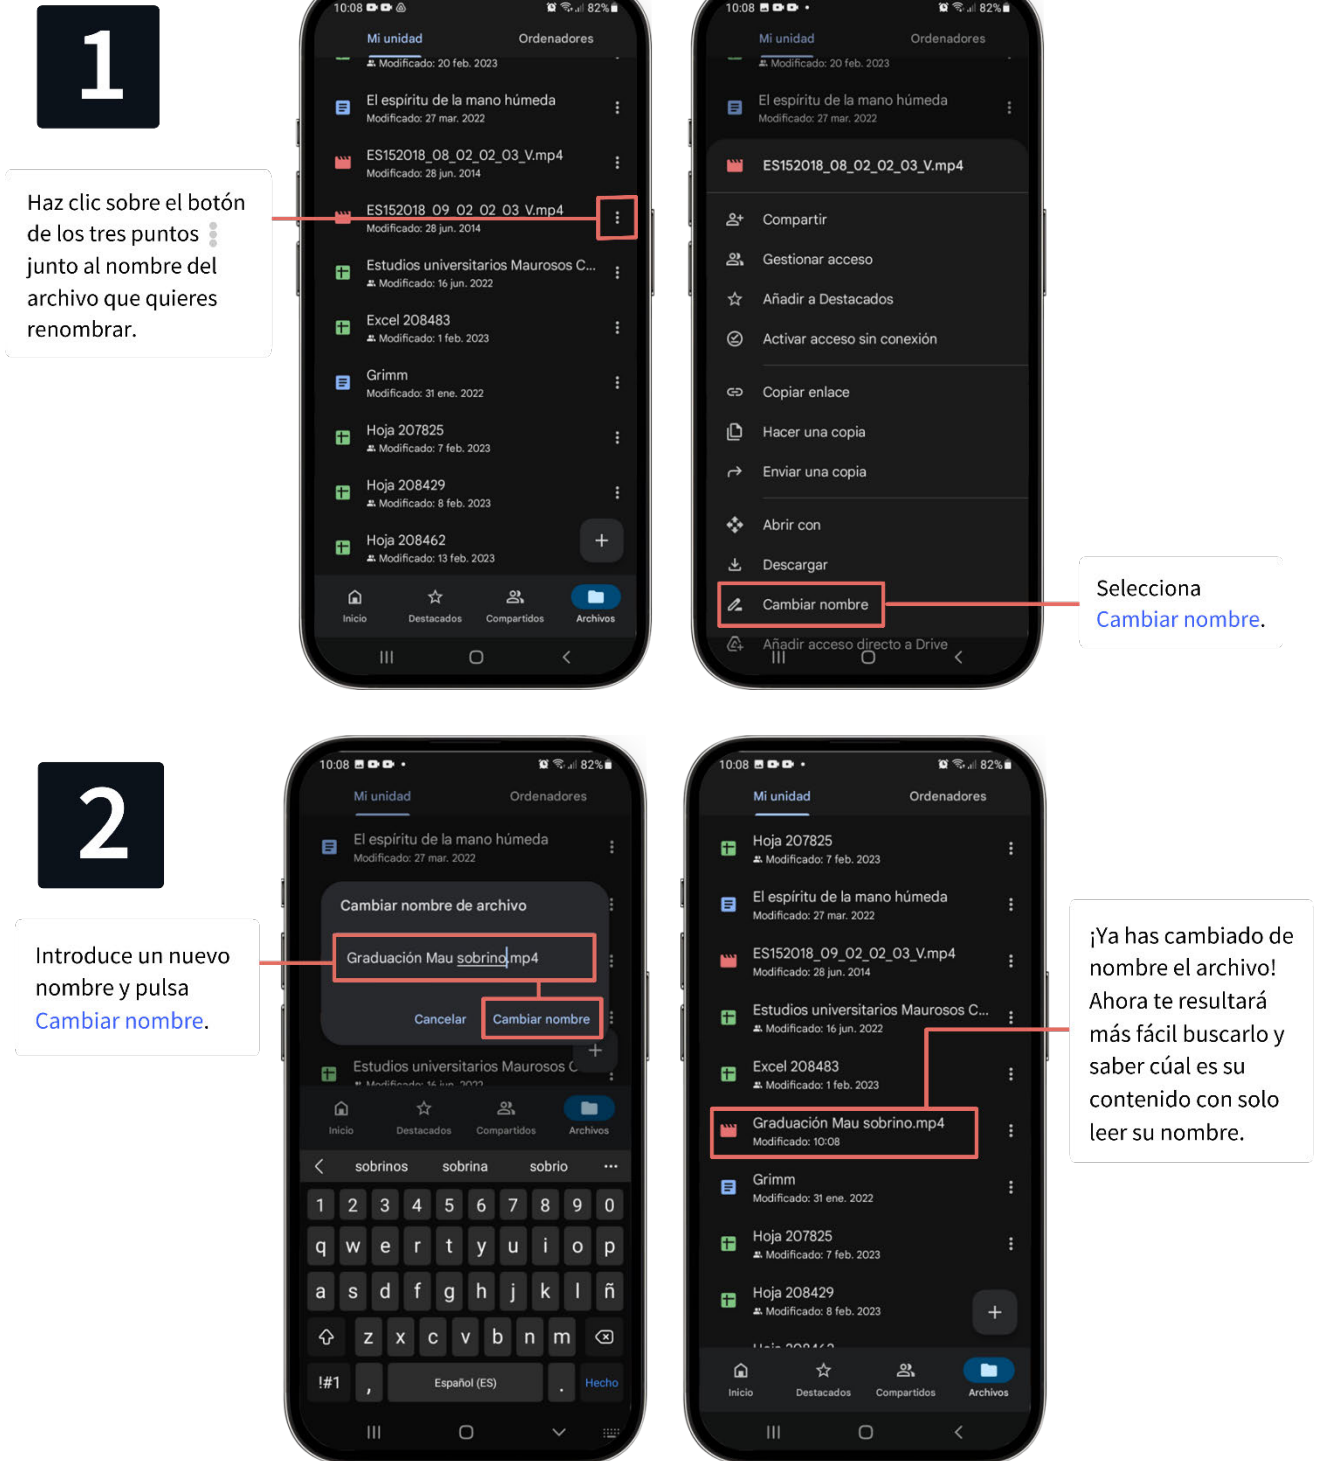 1
Haz clic sobre el botón
de los tres puntos
junto al nombre del
archivo que quieres
renombrar.
10:08
82%
Mi unidad
Ordenadores
Modificado: 20 feb. 2023
El espíritu de la mano húmeda
Modificado: 27 mar. 2022
ES152018_08_02_02_03_V.mp4
Modificado: 28 jun. 2014
ES152018_09_02_02_03_V.mp4
Modificado: 28 jun. 2014
Estudios universitarios Maurosos C...
Modificado: 16 jun. 2022
Excel 208483
Modificado: 1 feb. 2023
Grimm
Modificado: 31 ene. 2022
Hoja 207825
Modificado: 7 feb. 2023
Hoja 208429
Modificado: 8 feb. 2023
Hoja 208462
Modificado: 13 feb. 2023
Inicio
Destacados
Compartidos
Archivos
10:08
82%
Mi unidad
Ordenadores
Modificado: 20 feb. 2023
El espíritu de la mano húmeda
Modificado: 27 mar. 2022
ES152018_08_02_02_03_V.mp4
Compartir
Gestionar acceso
Añadir a Destacados
Activar acceso sin conexión
Copiar enlace
Hacer una copia
Enviar una copia
Abrir con
Descargar
Cambiar nombre
Añadir acceso directo a Drive
Selecciona
Cambiar nombre.
2
Introduce un nuevo
nombre y pulsa
Cambiar nombre.
10:08
82%
Mi unidad
Ordenadores
El espíritu de la mano húmeda
Modificado: 27 mar. 2022
Cambiar nombre de archivo
Graduación Mau sobrino.mp4
Cancelar
Cambiar nombre
Estudios universitarios Maurosos C
Modificado: 16 jun. 2022
Inicio
Destacados
Compartidos
Archivos
sobrinos
sobrina
sobrio
1 2 3 4 5 6 7 8 9 0
q w e r t y u i o p
a s d f g h j k l ñ
z x c v b n m
!#1 , Español (ES) . Hecho
10:08
82%
Mi unidad
Ordenadores
Hoja 207825
Modificado: 7 feb. 2023
El espíritu de la mano húmeda
Modificado: 27 mar. 2022
ES152018_09_02_02_03_V.mp4
Modificado: 28 jun. 2014
Estudios universitarios Maurosos C...
Modificado: 16 jun. 2022
Excel 208483
Modificado: 1 feb. 2023
Graduación Mau sobrino.mp4
Modificado: 10:08
Grimm
Modificado: 31 ene. 2022
Hoja 207825
Modificado: 7 feb. 2023
Hoja 208429
Modificado: 8 feb. 2023
Hoja 208462
Inicio
Destacados
Compartidos
Archivos
¡Ya has cambiado de
nombre el archivo!
Ahora te resultará
más fácil buscarlo y
saber cúal es su
contenido con solo
leer su nombre.